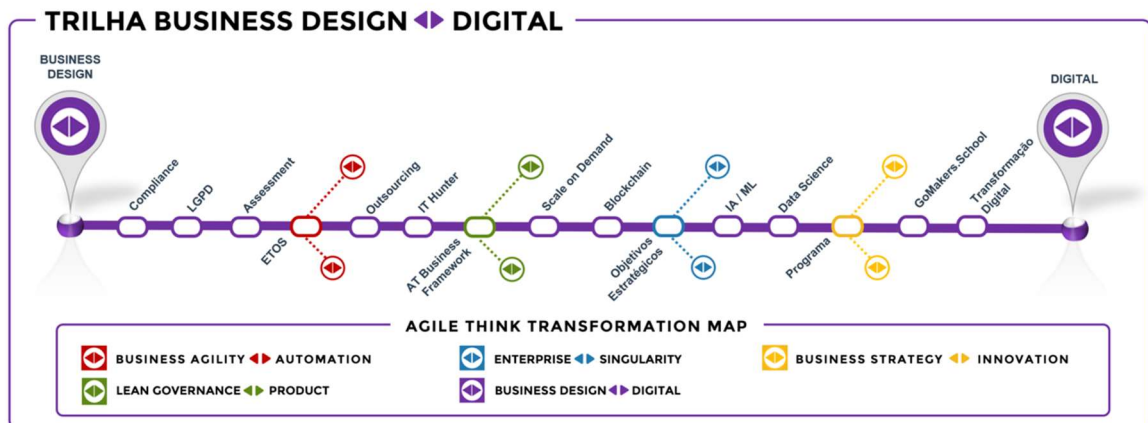 TRILHA BUSINESS DESIGN DIGITAL
BUSINESS
DESIGN
DIGITAL
Compliance
LGPD
Assessment
ETOS
Outsourcing
IT Hunter
AT Business
Framework
Scale on Demand
Blockchain
Objetivos
Estratégicos
IA / ML
Data Science
Programa
GoMakers.School
Transformação
Digital
AGILE THINK TRANSFORMATION MAP
BUSINESS AGILITY AUTOMATION
ENTERPRISE SINGULARITY
BUSINESS STRATEGY INNOVATION
LEAN GOVERNANCE PRODUCT
BUSINESS DESIGN DIGITAL